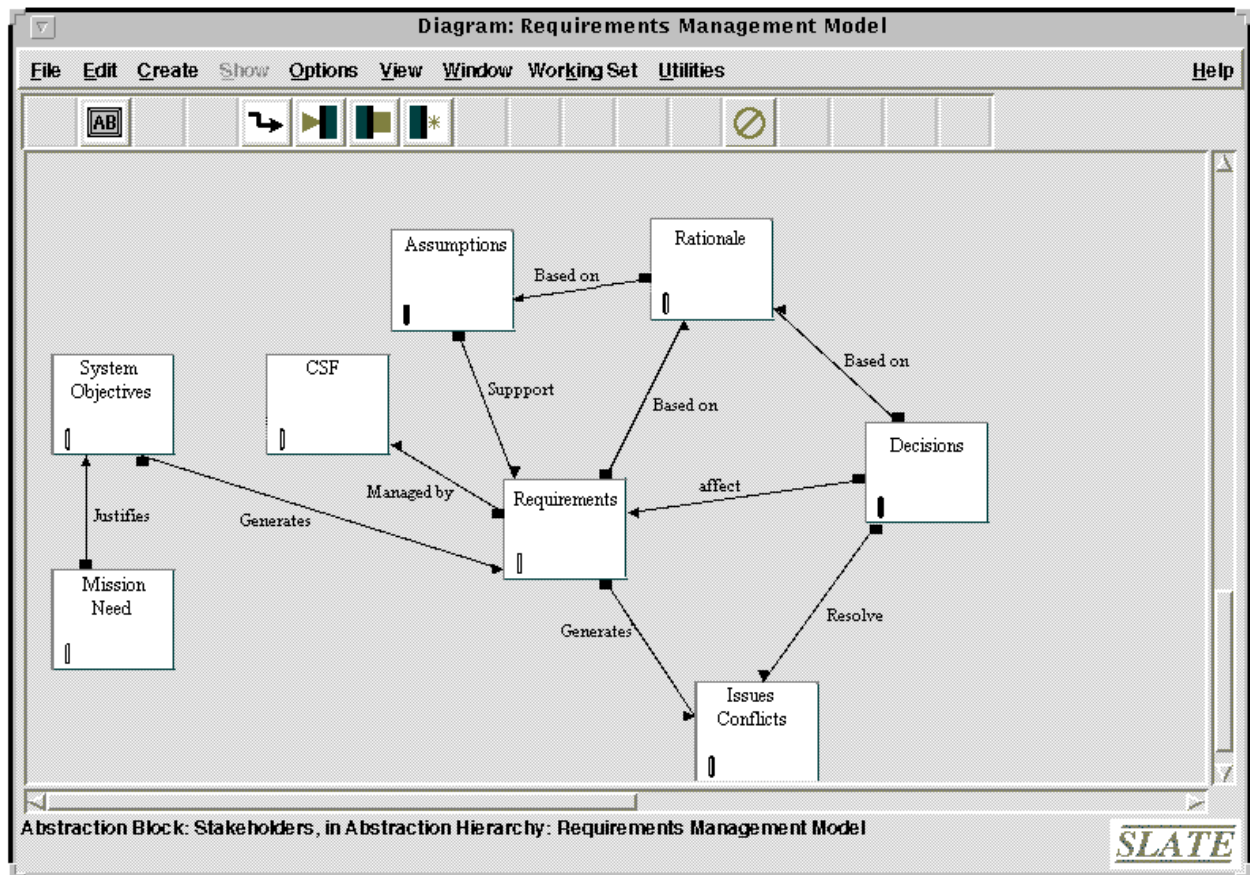 Diagram: Requirements Management Model
File Edit Create Show Options View Window Working Set Utilities Help
AB
Assumptions
Rationale
Based on
System
Objectives
CSF
Suppport
Based on
Based on
Decisions
Managed by
Requirements
affect
Justifies
Generates
Mission
Need
Generates
Resolve
Issues
Conflicts
Abstraction Block: Stakeholders, in Abstraction Hierarchy: Requirements Management Model
SLATE